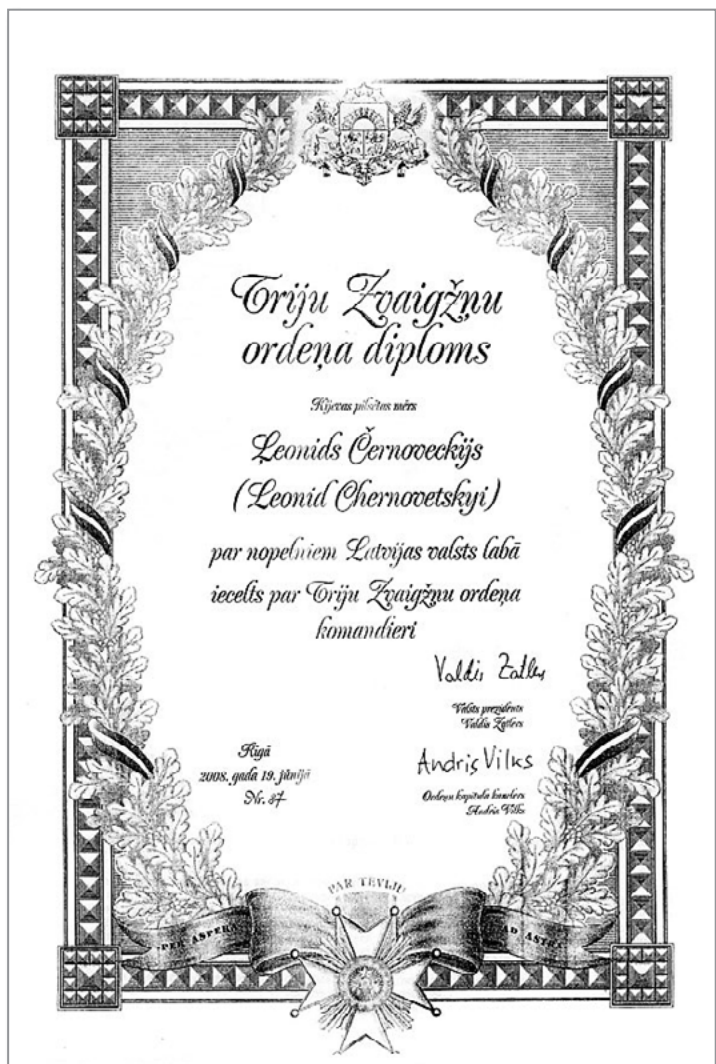 Triju Zvaigžņu
ordeņa diploms
Kijevas pilsētas mērs
Ļeonids Černoveckijs
(Leonid Chernovetskyi)
par nopelniem Latvijas valsts labā
iecelts par Triju Zvaigžņu ordeņa
komandieri
Valdis Zatlers
Valsts prezidents
Valdis Zatlers
Rīgā
2008. gada 19. jūnijā
Nr. 37
Andris Vilks
Ordeņu kapitula kanclers
Andris Vilks
PAR TĒVIJU
PER ASPERA
AD ASTRA